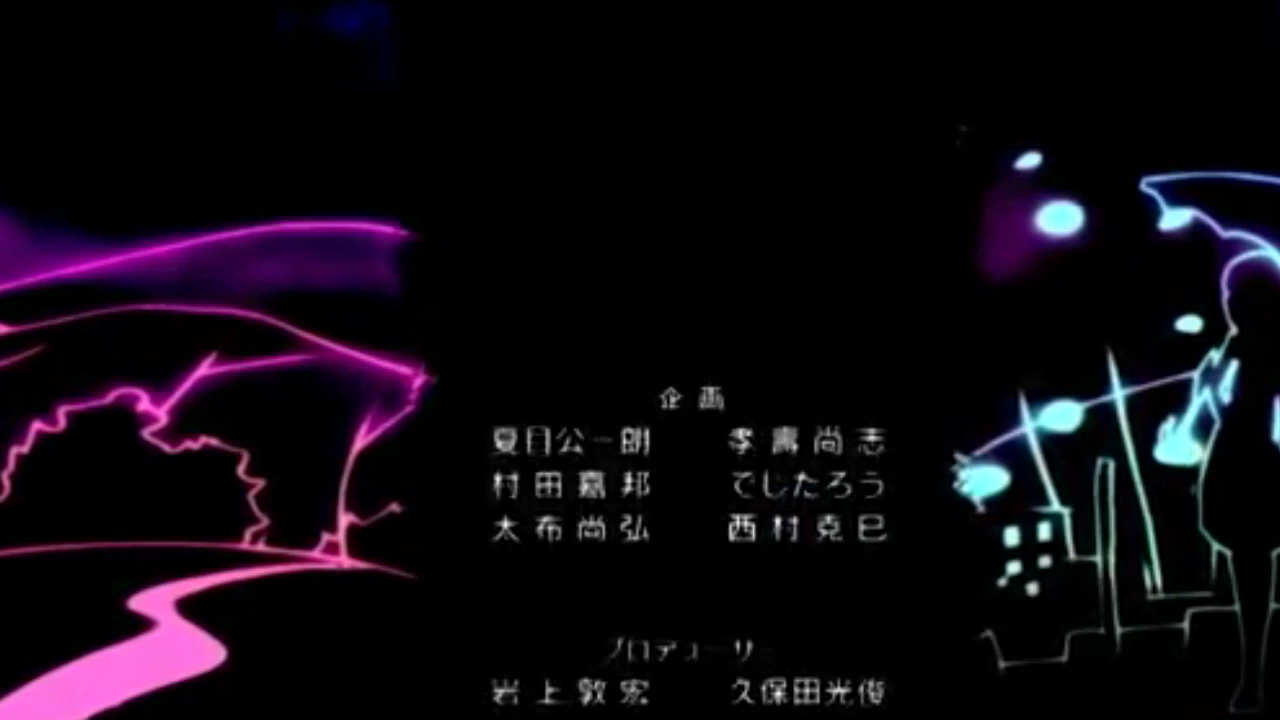 企画
夏目公一朗 李壽尚志
村田嘉邦 でじたろう
太布尚弘 西村克巳
プロデューサー
岩上敦宏 久保田光俊